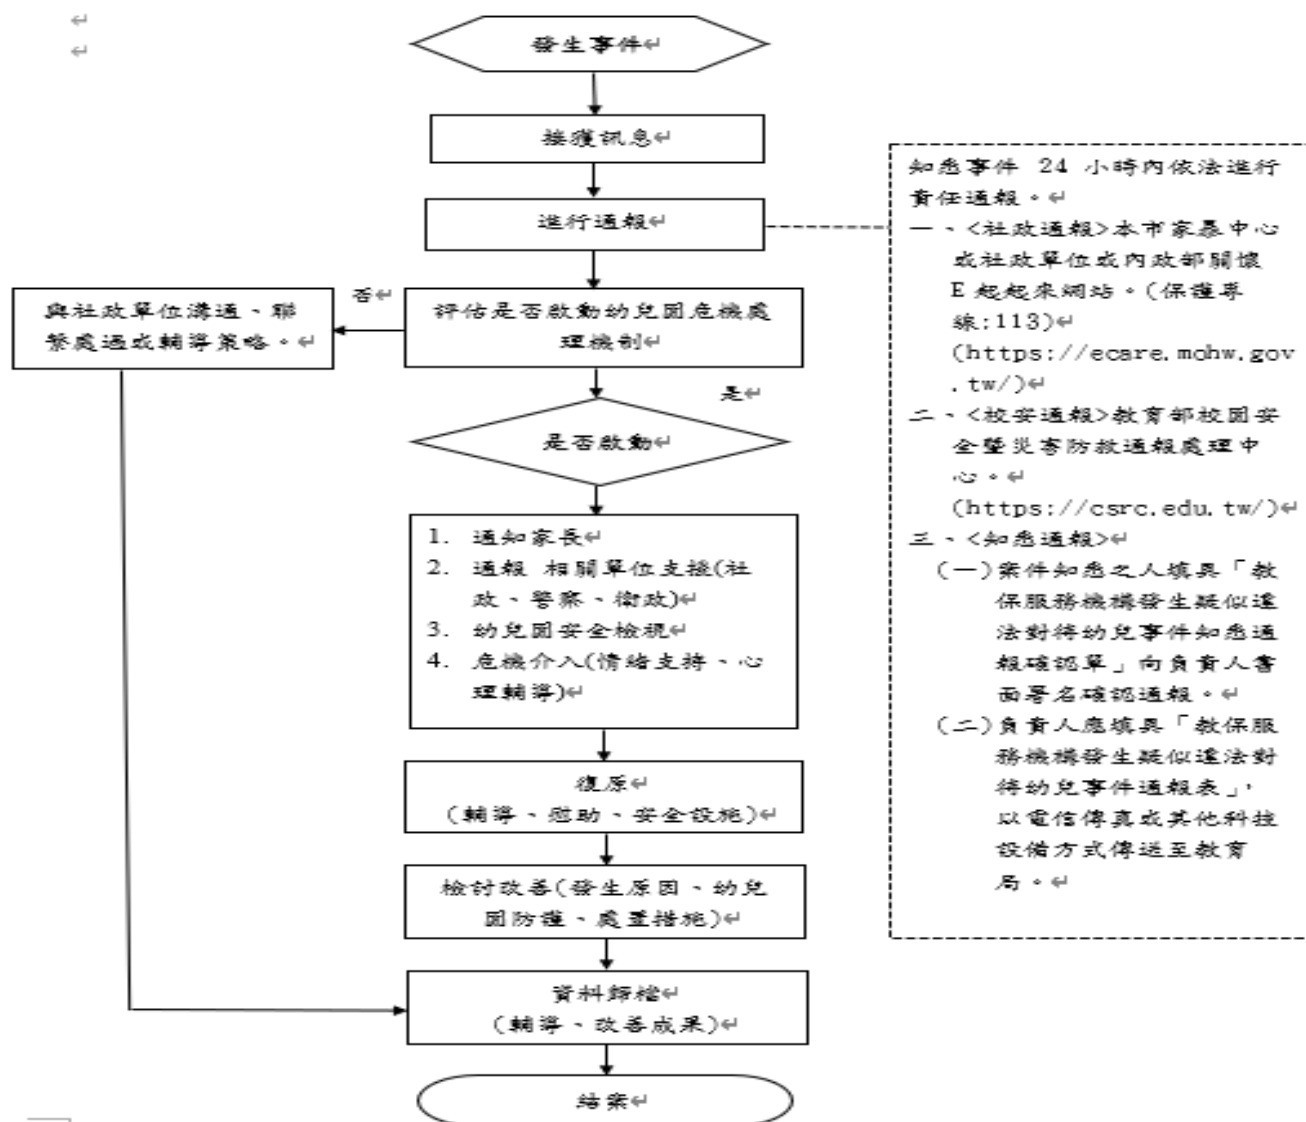 發生事件
接獲訊息
進行通報
否
與社政單位溝通、聯
繫處遇或輔導策略。
評估是否啟動幼兒園危機處
理機制
是
是否啟動
1. 通知家長
2. 通報 相關單位支援(社
政、警察、衛政)
3. 幼兒園安全檢視
4. 危機介入(情緒支持、心
理輔導)
復原
(輔導、慰助、安全設施)
檢討改善(發生原因、幼兒
園防護、處置措施)
資料歸檔
(輔導、改善成果)
結案
知悉事件 24 小時內依法進行
責任通報。
一、<社政通報>本市家暴中心
或社政單位或內政部關懷
E 起起來網站。(保護專
線:113)
(https://ecare.mohw.gov
.tw/)
二、<校安通報>教育部校園安
全暨災害防救通報處理中
心。
(https://csrc.edu.tw/)
三、<知悉通報>
(一)案件知悉之人填具「教
保服務機構發生疑似違
法對待幼兒事件知悉通
報確認單」向負責人書
面署名確認通報。
(二)負責人應填具「教保服
務機構發生疑似違法對
待幼兒事件通報表」,
以電信傳真或其他科技
設備方式傳送至教育
局。